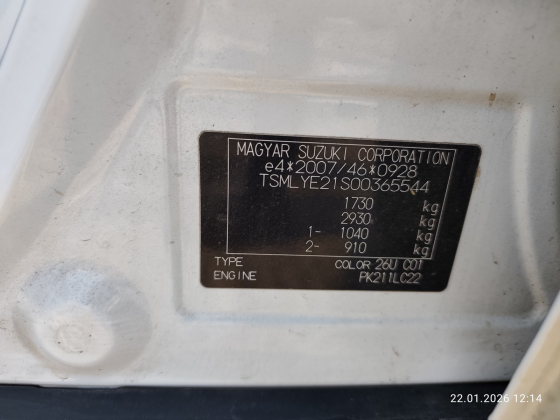 MAGYAR SUZUKI CORPORATION
e4*2007/46*0928
TSMLYE21S00365544
1730 kg
2930 kg
1- 1040 kg
2- 910 kg
TYPE COLOR 26U C01
ENGINE PK211LC22
22.01.2026 12:14